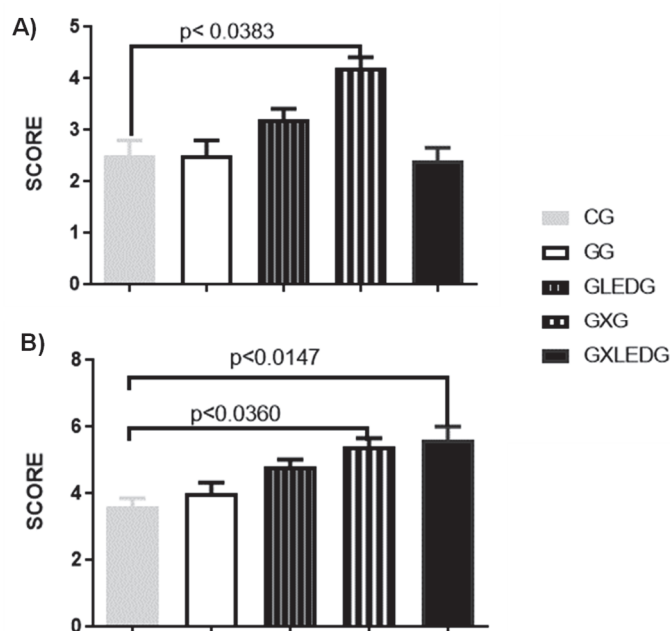 A)
p< 0.0383
SCORE
5
4
3
2
1
0
CG
GG
GLEDG
GXG
GXLEDG
B)
p<0.0147
p<0.0360
SCORE
8
6
4
2
0